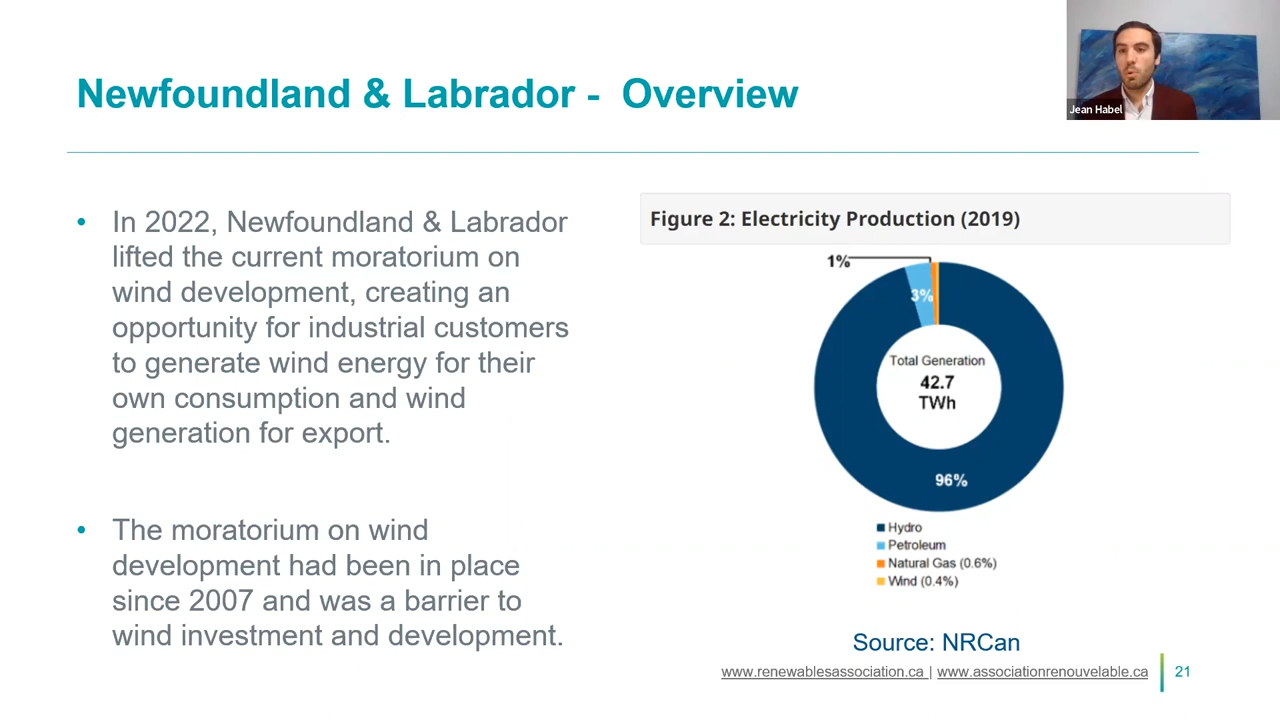 Jean Habel
Newfoundland & Labrador -  Overview
• In 2022, Newfoundland & Labrador
lifted the current moratorium on
wind development, creating an
opportunity for industrial customers
to generate wind energy for their
own consumption and wind
generation for export.
• The moratorium on wind
development had been in place
since 2007 and was a barrier to
wind investment and development.
Figure 2: Electricity Production (2019)
1%
3%
Total Generation
42.7
TWh
96%
Hydro
Petroleum
Natural Gas (0.6%)
Wind (0.4%)
Source: NRCan
www.renewablesassociation.ca | www.associationrenouvelable.ca
21